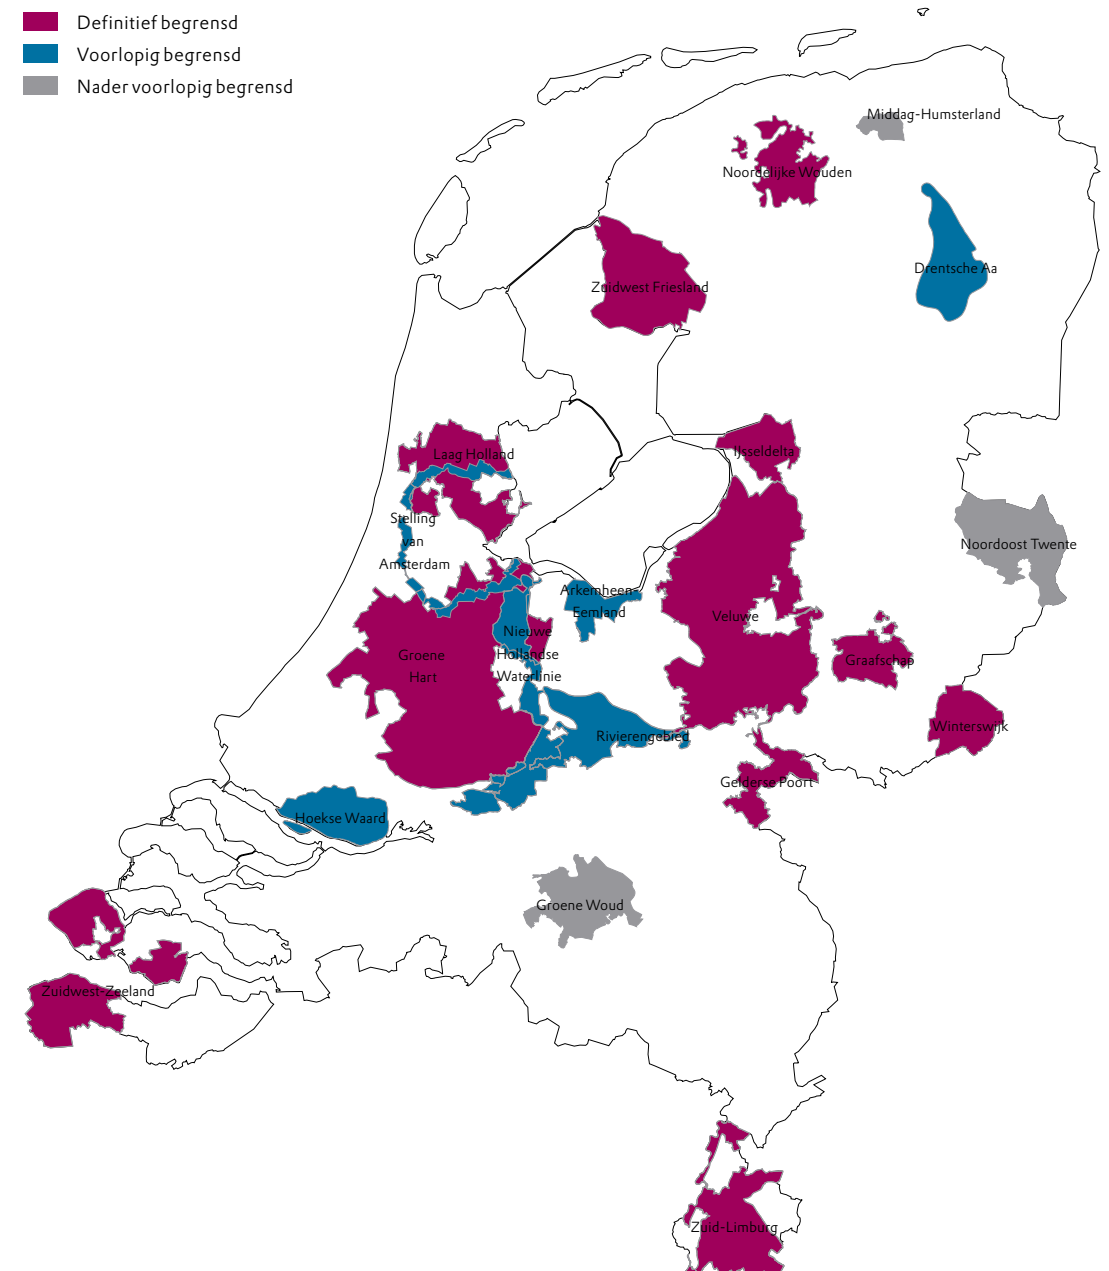 Definitief begrensd
Voorlopig begrensd
Nader voorlopig begrensd
Middag-Humsterland
Noordelijke Wouden
Drentsche Aa
Zuidwest Friesland
Laag Holland
IJsseldelta
Stelling
van
Amsterdam
Noordoost Twente
Arkemheen
Eemland
Veluwe
Nieuwe
Hollandse
Waterlinie
Groene
Hart
Graafschap
Winterswijk
Rivierengebied
Gelderse Poort
Hoekse Waard
Groene Woud
Zuidwest-Zeeland
Zuid-Limburg